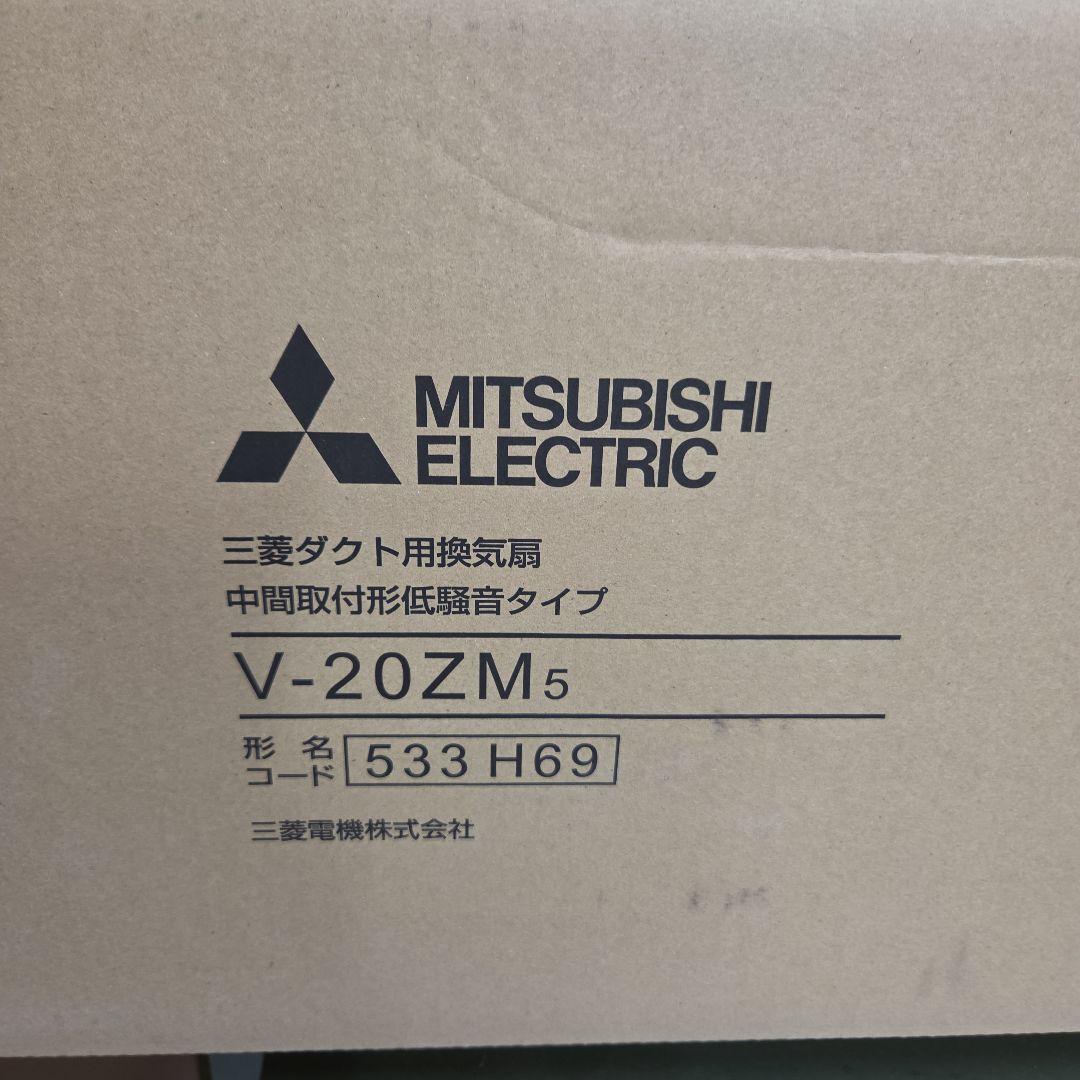 MITSUBISHI
ELECTRIC
三菱ダクト用換気扇
中間取付形低騒音タイプ
V-20ZM5
形名
コード 533 H69
三菱電機株式会社